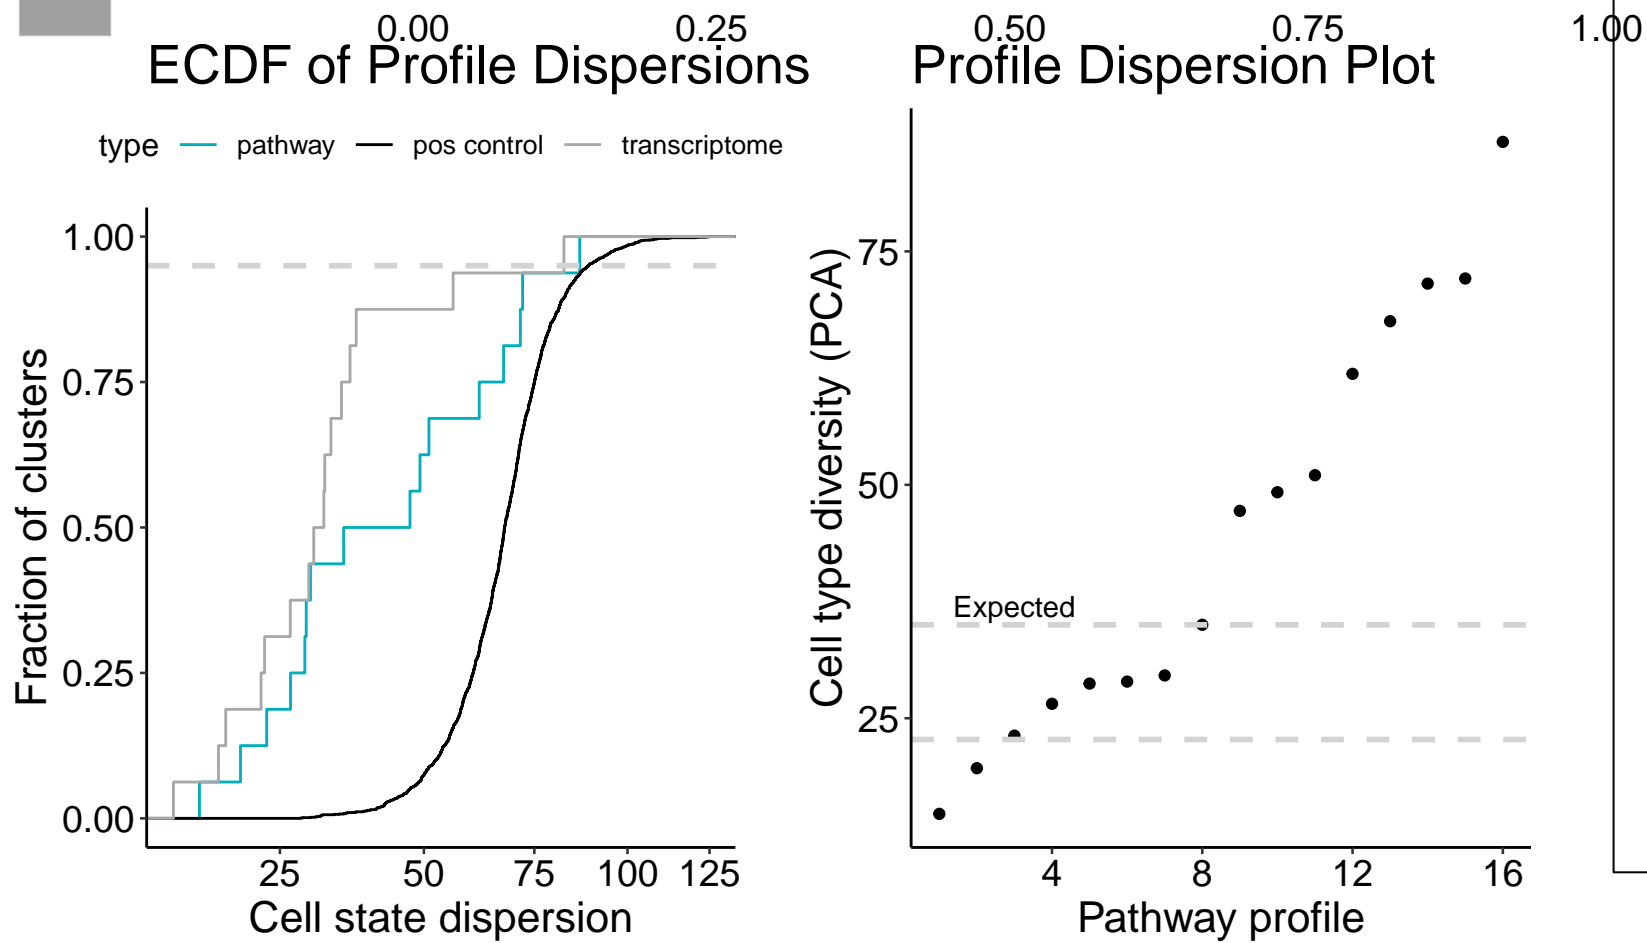 0.00 0.25 0.50 0.75 1.00
ECDF of Profile Dispersions
type pathway pos control transcriptome
1.00
0.75
0.50
0.25
0.00
Fraction of clusters
25 50 75 100 125
Cell state dispersion
Profile Dispersion Plot
75
50
25
Cell type diversity (PCA)
Expected
4 8 12 16
Pathway profile